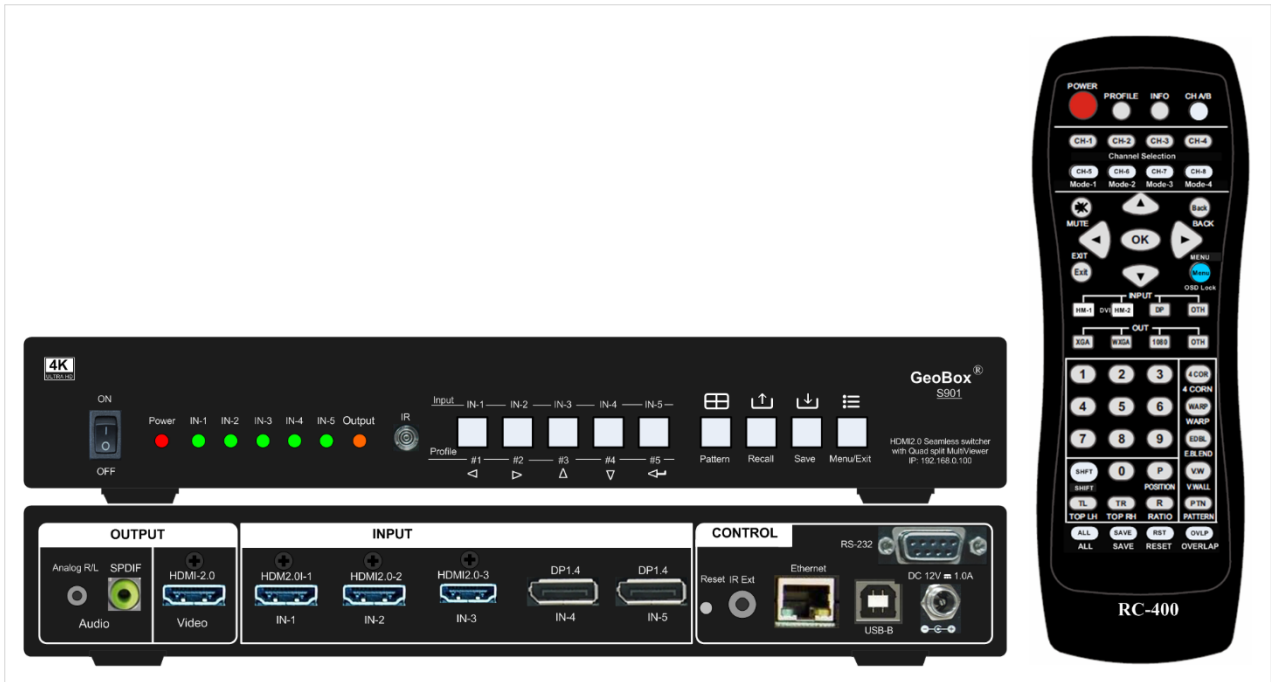 4K
ULTRA HD
ON
OFF
Power IN-1 IN-2 IN-3 IN-4 IN-5 Output
IR
Input IN-1 IN-2 IN-3 IN-4 IN-5
Profile #1 #2 #3 #4 #5
Pattern Recall Save Menu/Exit
GeoBox®
S901
HDMI2.0 Seamless switcher
with Quad split MultiViewer
IP: 192.168.0.100
OUTPUT
Analog R/L SPDIF HDMI-2.0
Audio Video
INPUT
HDM2.0I-1 HDMI2.0-2 HDMI2.0-3 DP1.4 DP1.4
IN-1 IN-2 IN-3 IN-4 IN-5
CONTROL
RS-232
Reset IR Ext Ethernet DC 12V ⎓ 1.0A
USB-B
POWER PROFILE INFO CH A/B
CH-1 CH-2 CH-3 CH-4
Channel Selection
CH-5 CH-6 CH-7 CH-8
Mode-1 Mode-2 Mode-3 Mode-4
Back
MUTE BACK
OK
EXIT MENU
Exit Menu
OSD Lock
INPUT
HM-1 DVI HM-2 DP OTH
OUT
XGA WXGA 1080 OTH
1 2 3 4 COR
4 CORN
4 5 6 WARP
WARP
7 8 9 EDBL
E.BLEND
SHFT 0 P V.W
SHIFT POSITION V.WALL
TL TR R PTN
TOP LH TOP RH RATIO PATTERN
ALL SAVE RST OVLP
ALL SAVE RESET OVERLAP
RC-400